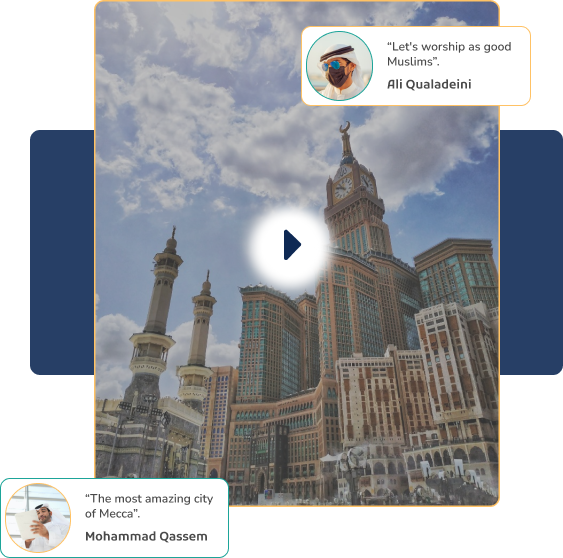 “Let's worship as good
Muslims”.
Ali Qualadeini
“The most amazing city
of Mecca”.
Mohammad Qassem